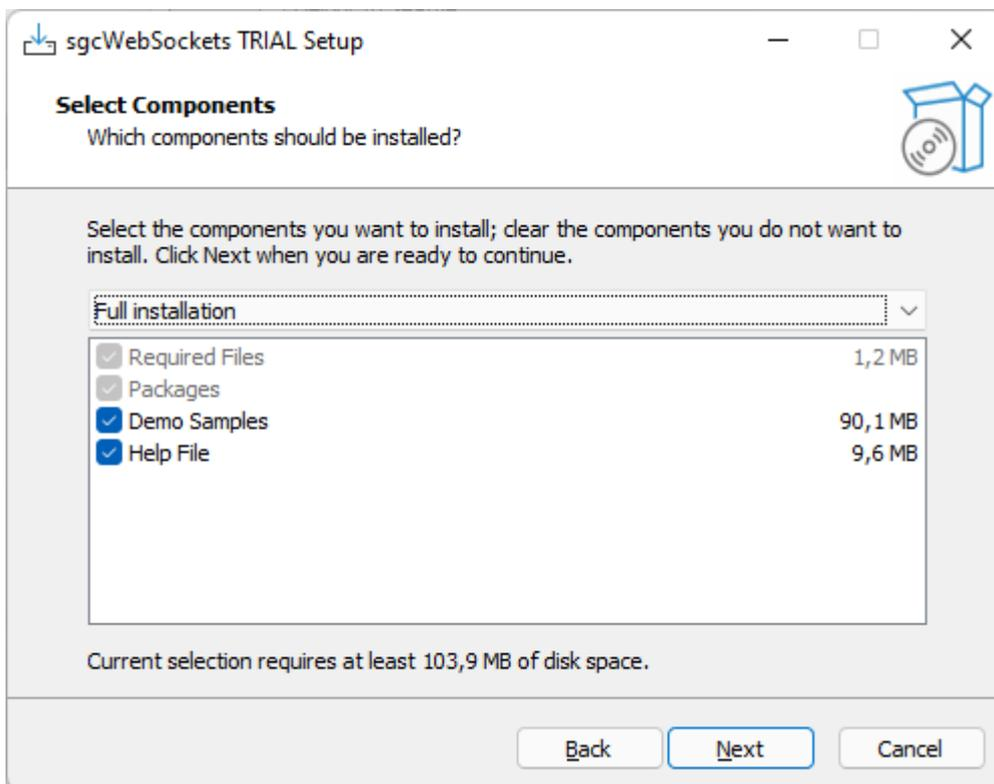 sgcWebSockets TRIAL Setup
Select Components
Which components should be installed?
Select the components you want to install; clear the components you do not want to
install. Click Next when you are ready to continue.
Full installation
Required Files 1,2 MB
Packages
Demo Samples 90,1 MB
Help File 9,6 MB
Current selection requires at least 103,9 MB of disk space.
Back Next Cancel